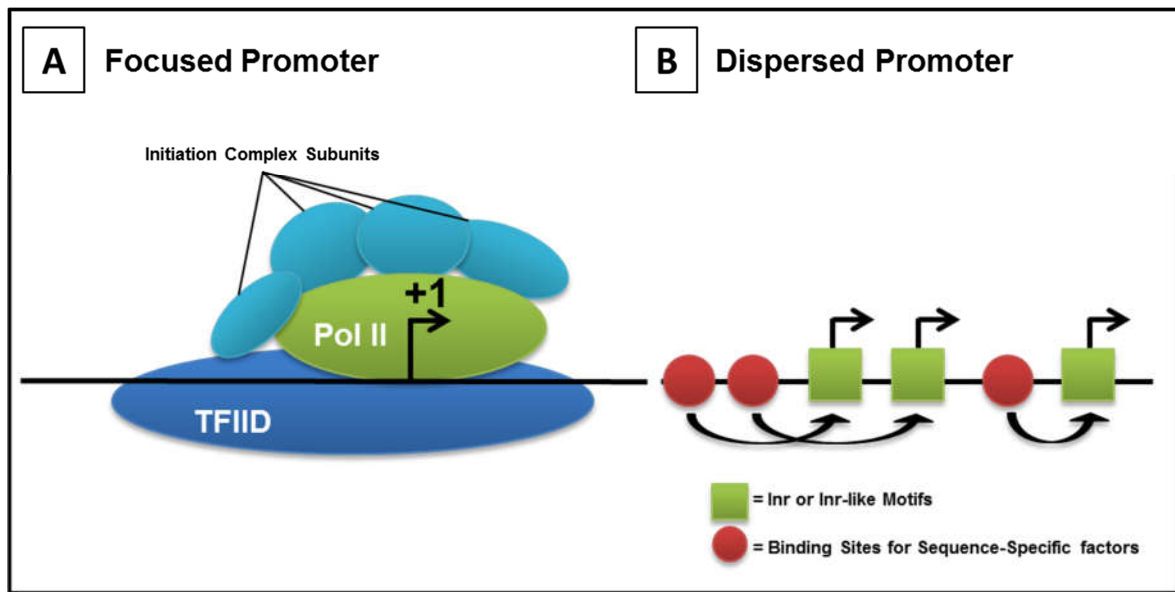 A Focused Promoter
Initiation Complex Subunits
+1
Pol II
TFIID
B Dispersed Promoter
= Inr or Inr-like Motifs
= Binding Sites for Sequence-Specific factors